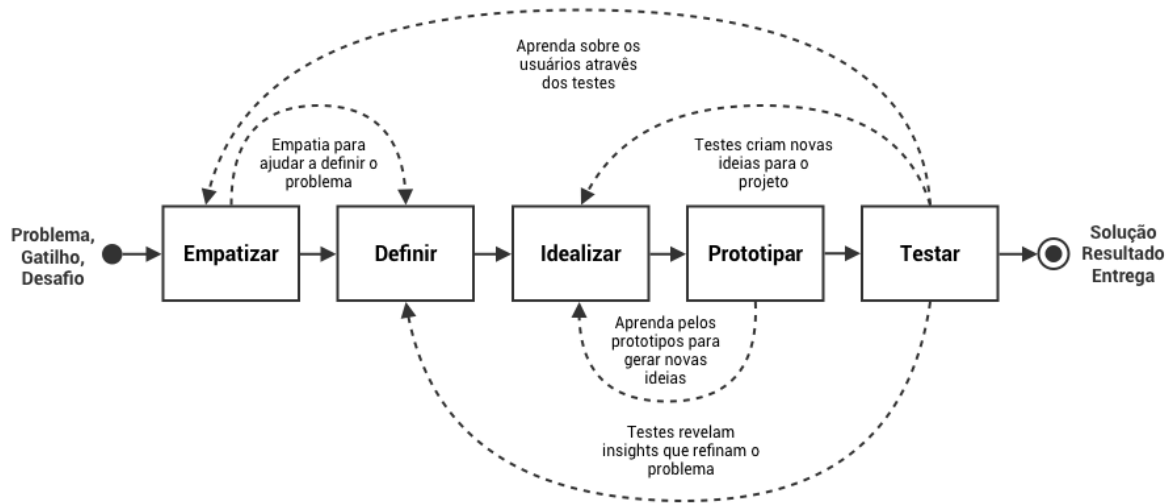 Aprenda sobre os
usuários atravês
dos testes
Empatia para
ajudar a definir o
problema
Testes criam novas
ideias para o
projeto
Problema,
Gatilho,
Desafio
Empatizar
Definir
Idealizar
Prototipar
Testar
Solução
Resultado
Entrega
Aprenda pelos
prototipos para
gerar novas
ideias
Testes revelam
insights que refinam o
problema